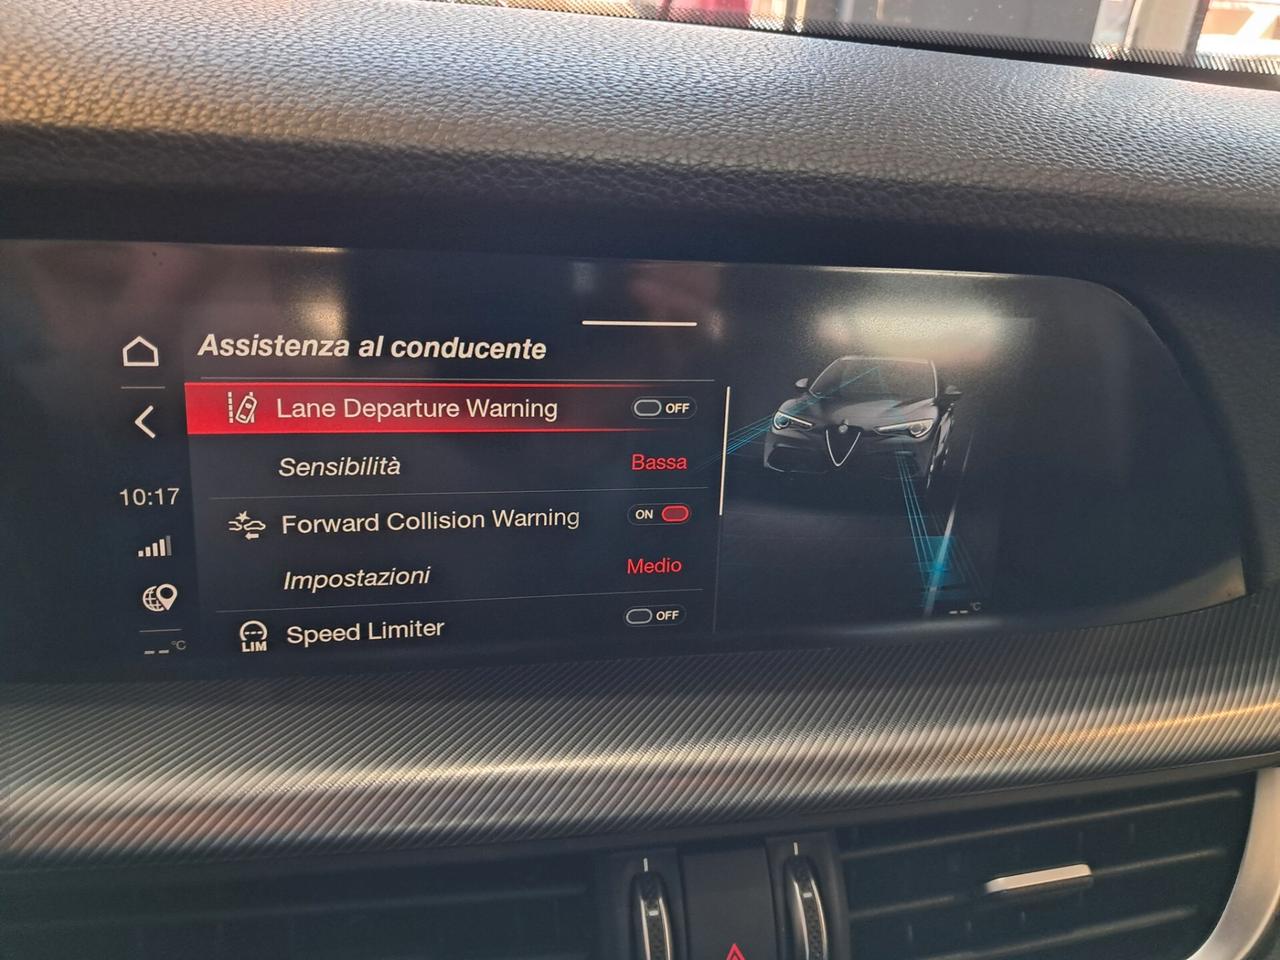 Assistenza al conducente
Lane Departure Warning OFF
Sensibilità Bassa
10:17
Forward Collision Warning ON
Impostazioni Medio
LIM Speed Limiter OFF
-- °C
-- °C